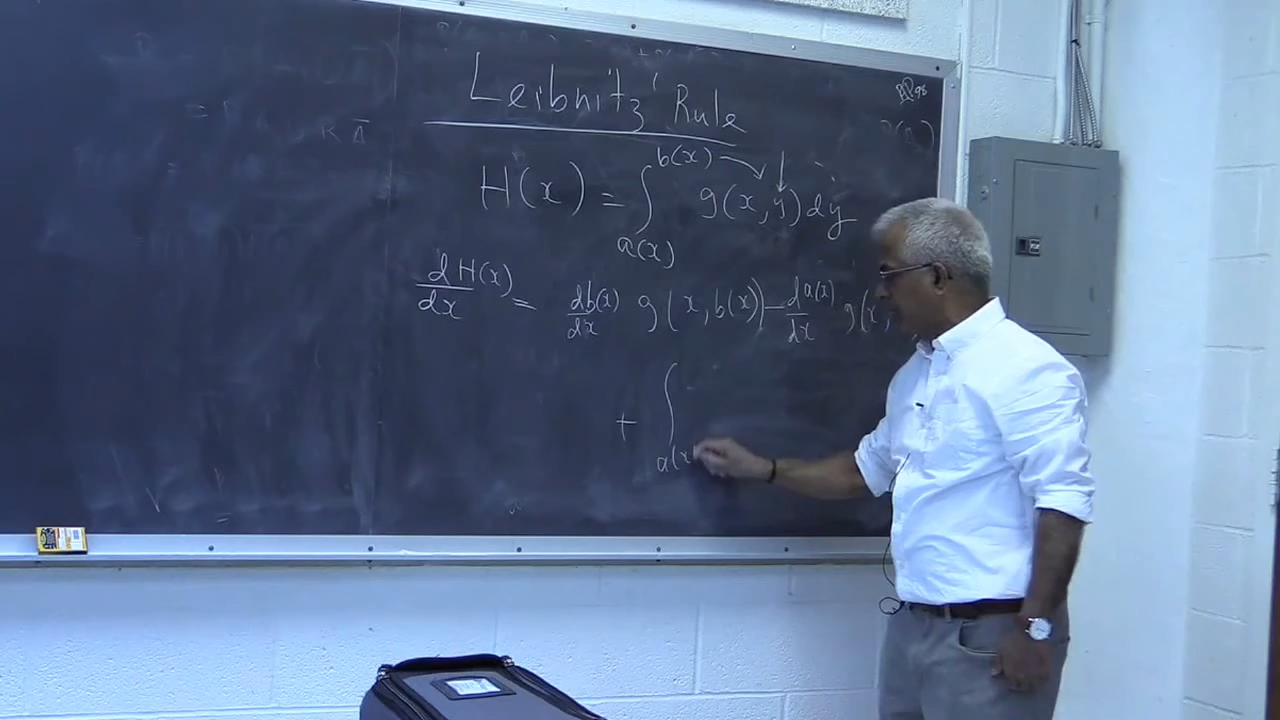 Leibnitz' Rule
b(x)
H(x) = ∫ g(x, y) dy
a(x)
dH(x)/dx = db(x)/dx g(x, b(x)) - da(x)/dx g(x,
+ ∫
a(x)